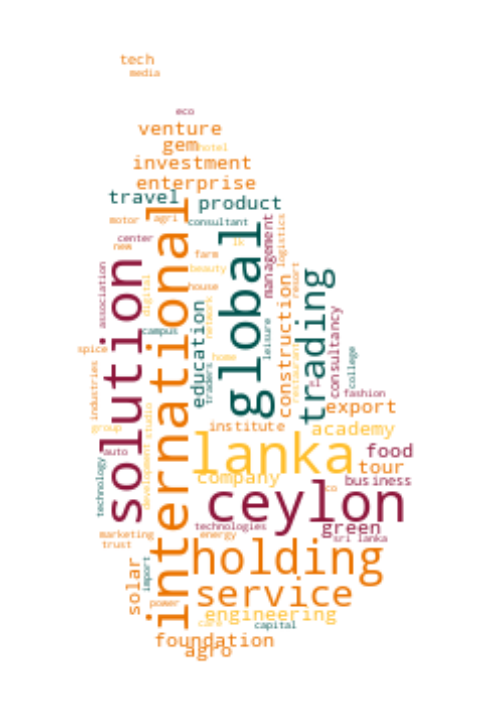 tech
media
eco
venture
gem
hotel
investment
enterprise
travel
product
motor
agri
consultant
center
new
lk
management
logistics
farm
beauty
house
resort
association
solution
digital
international
network
education
global
construction
trading
campus
leisure
restaurant
consultancy
college
spice
home
traders
fashion
industries
export
group
institute
academy
studio
lanka
auto
food
tour
company
business
technology
development
co
ceylon
technologies
green
marketing
energy
sri lanka
trust
holding
import
solar
service
power
engineering
care
capital
foundation
agro